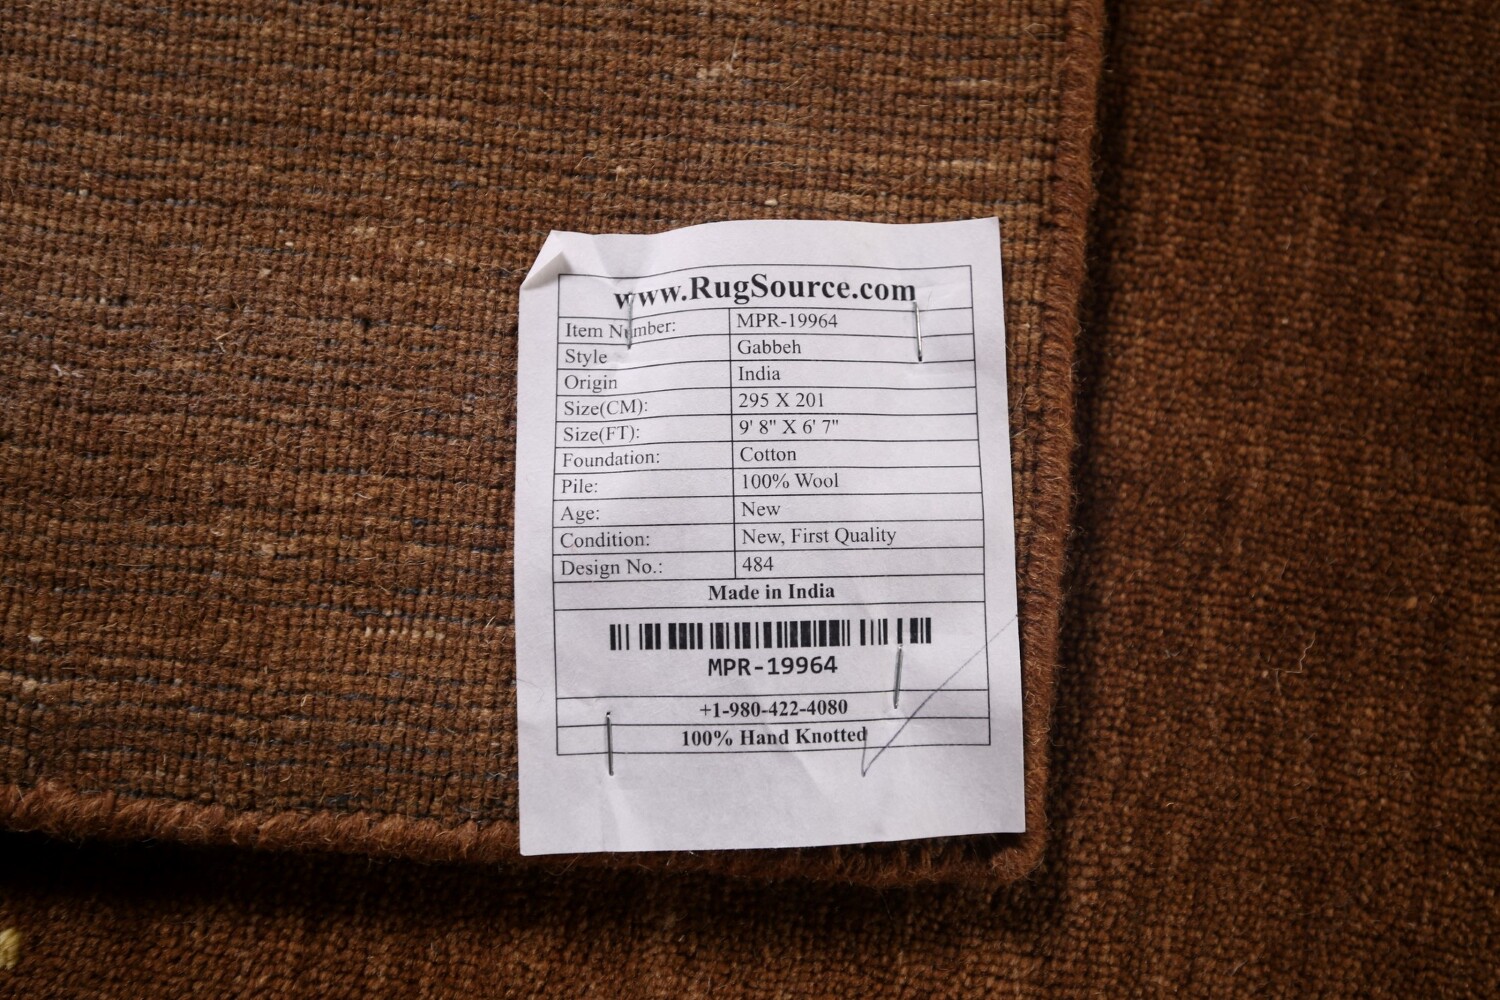 www.RugSource.com
Item Number: MPR-19964
Style Gabbeh
Origin India
Size(CM): 295 X 201
Size(FT): 9' 8" X 6' 7"
Foundation: Cotton
Pile: 100% Wool
Age: New
Condition: New, First Quality
Design No.: 484
Made in India
MPR-19964
+1-980-422-4080
100% Hand Knotted